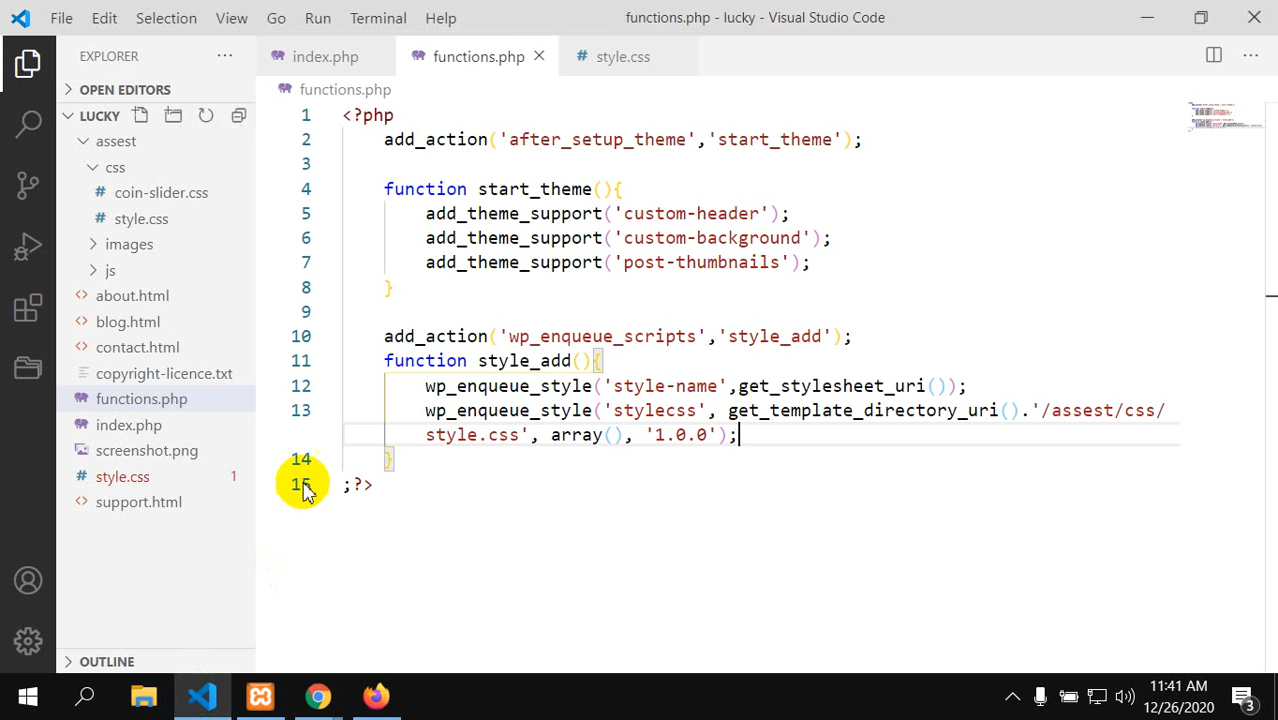 File Edit Selection View Go Run Terminal Help functions.php - lucky - Visual Studio Code
EXPLORER
OPEN EDITORS
LUCKY
assest
css
coin-slider.css
style.css
images
js
about.html
blog.html
contact.html
copyright-licence.txt
functions.php
index.php
screenshot.png
style.css 1
support.html
OUTLINE
index.php functions.php style.css
functions.php
1 <?php
2 add_action('after_setup_theme','start_theme');
3
4 function start_theme(){
5 add_theme_support('custom-header');
6 add_theme_support('custom-background');
7 add_theme_support('post-thumbnails');
8 }
9
10 add_action('wp_enqueue_scripts','style_add');
11 function style_add(){
12 wp_enqueue_style('style-name',get_stylesheet_uri());
13 wp_enqueue_style('stylecss', get_template_directory_uri().'/assest/css/
style.css', array(), '1.0.0');
14 }
15 ;?>
11:41 AM
12/26/2020
3